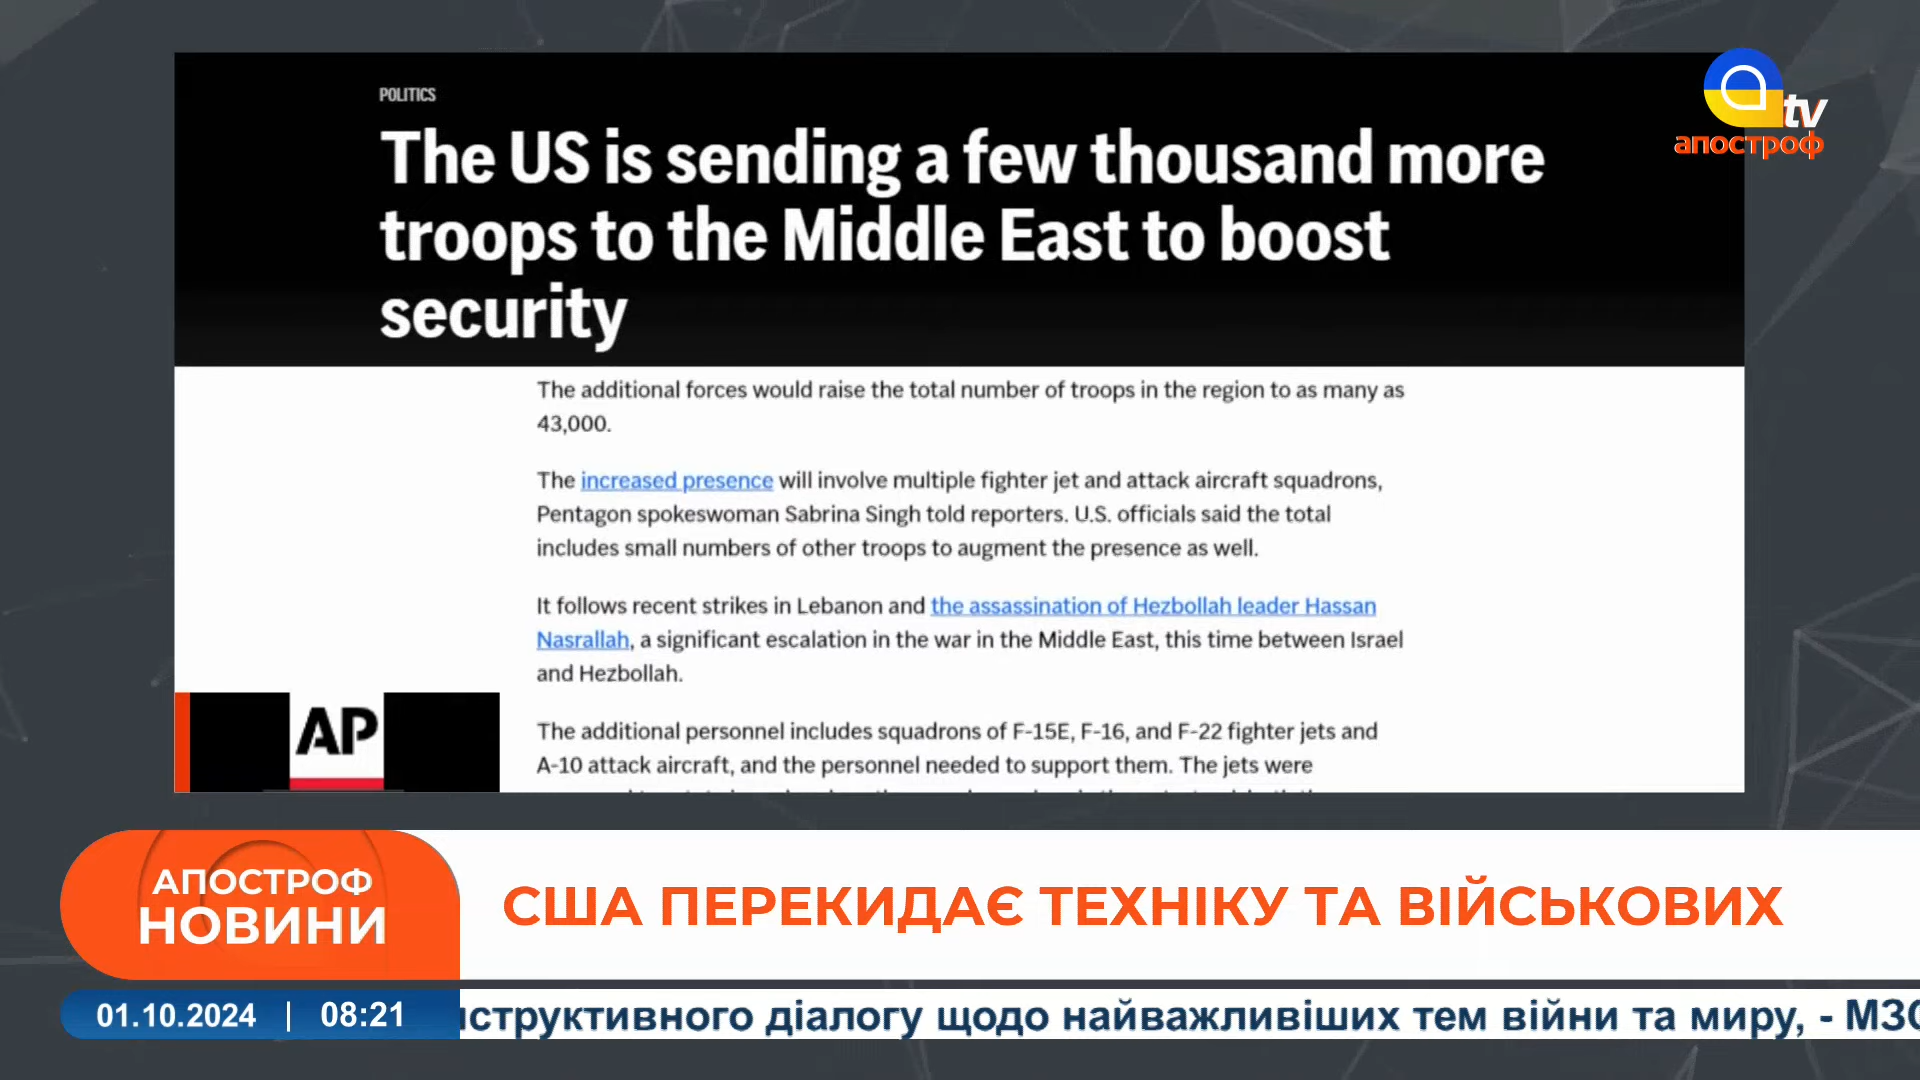 POLITICS
The US is sending a few thousand more
troops to the Middle East to boost
security
tv
апостроф
The additional forces would raise the total number of troops in the region to as many as
43,000.
The increased presence will involve multiple fighter jet and attack aircraft squadrons,
Pentagon spokeswoman Sabrina Singh told reporters. U.S. officials said the total
includes small numbers of other troops to augment the presence as well.
It follows recent strikes in Lebanon and the assassination of Hezbollah leader Hassan
Nasrallah, a significant escalation in the war in the Middle East, this time between Israel
and Hezbollah.
The additional personnel includes squadrons of F-15E, F-16, and F-22 fighter jets and
A-10 attack aircraft, and the personnel needed to support them. The jets were
AP
АПОСТРОФ
НОВИНИ
США ПЕРЕКИДАЄ ТЕХНІКУ ТА ВІЙСЬКОВИХ
01.10.2024 | 08:21
структивного діалогу щодо найважливіших тем війни та миру, - МЗС